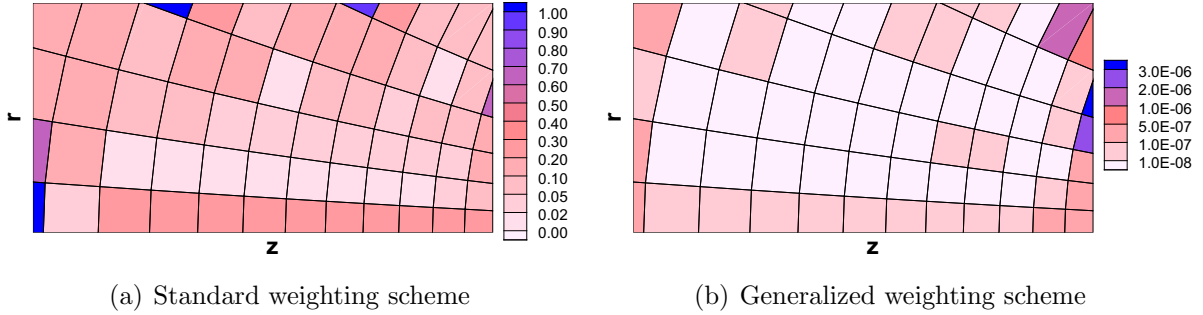 r
z
1.00
0.90
0.80
0.70
0.60
0.50
0.40
0.30
0.20
0.10
0.05
0.02
0.00
(a) Standard weighting scheme
r
z
3.0E-06
2.0E-06
1.0E-06
5.0E-07
1.0E-07
1.0E-08
(b) Generalized weighting scheme